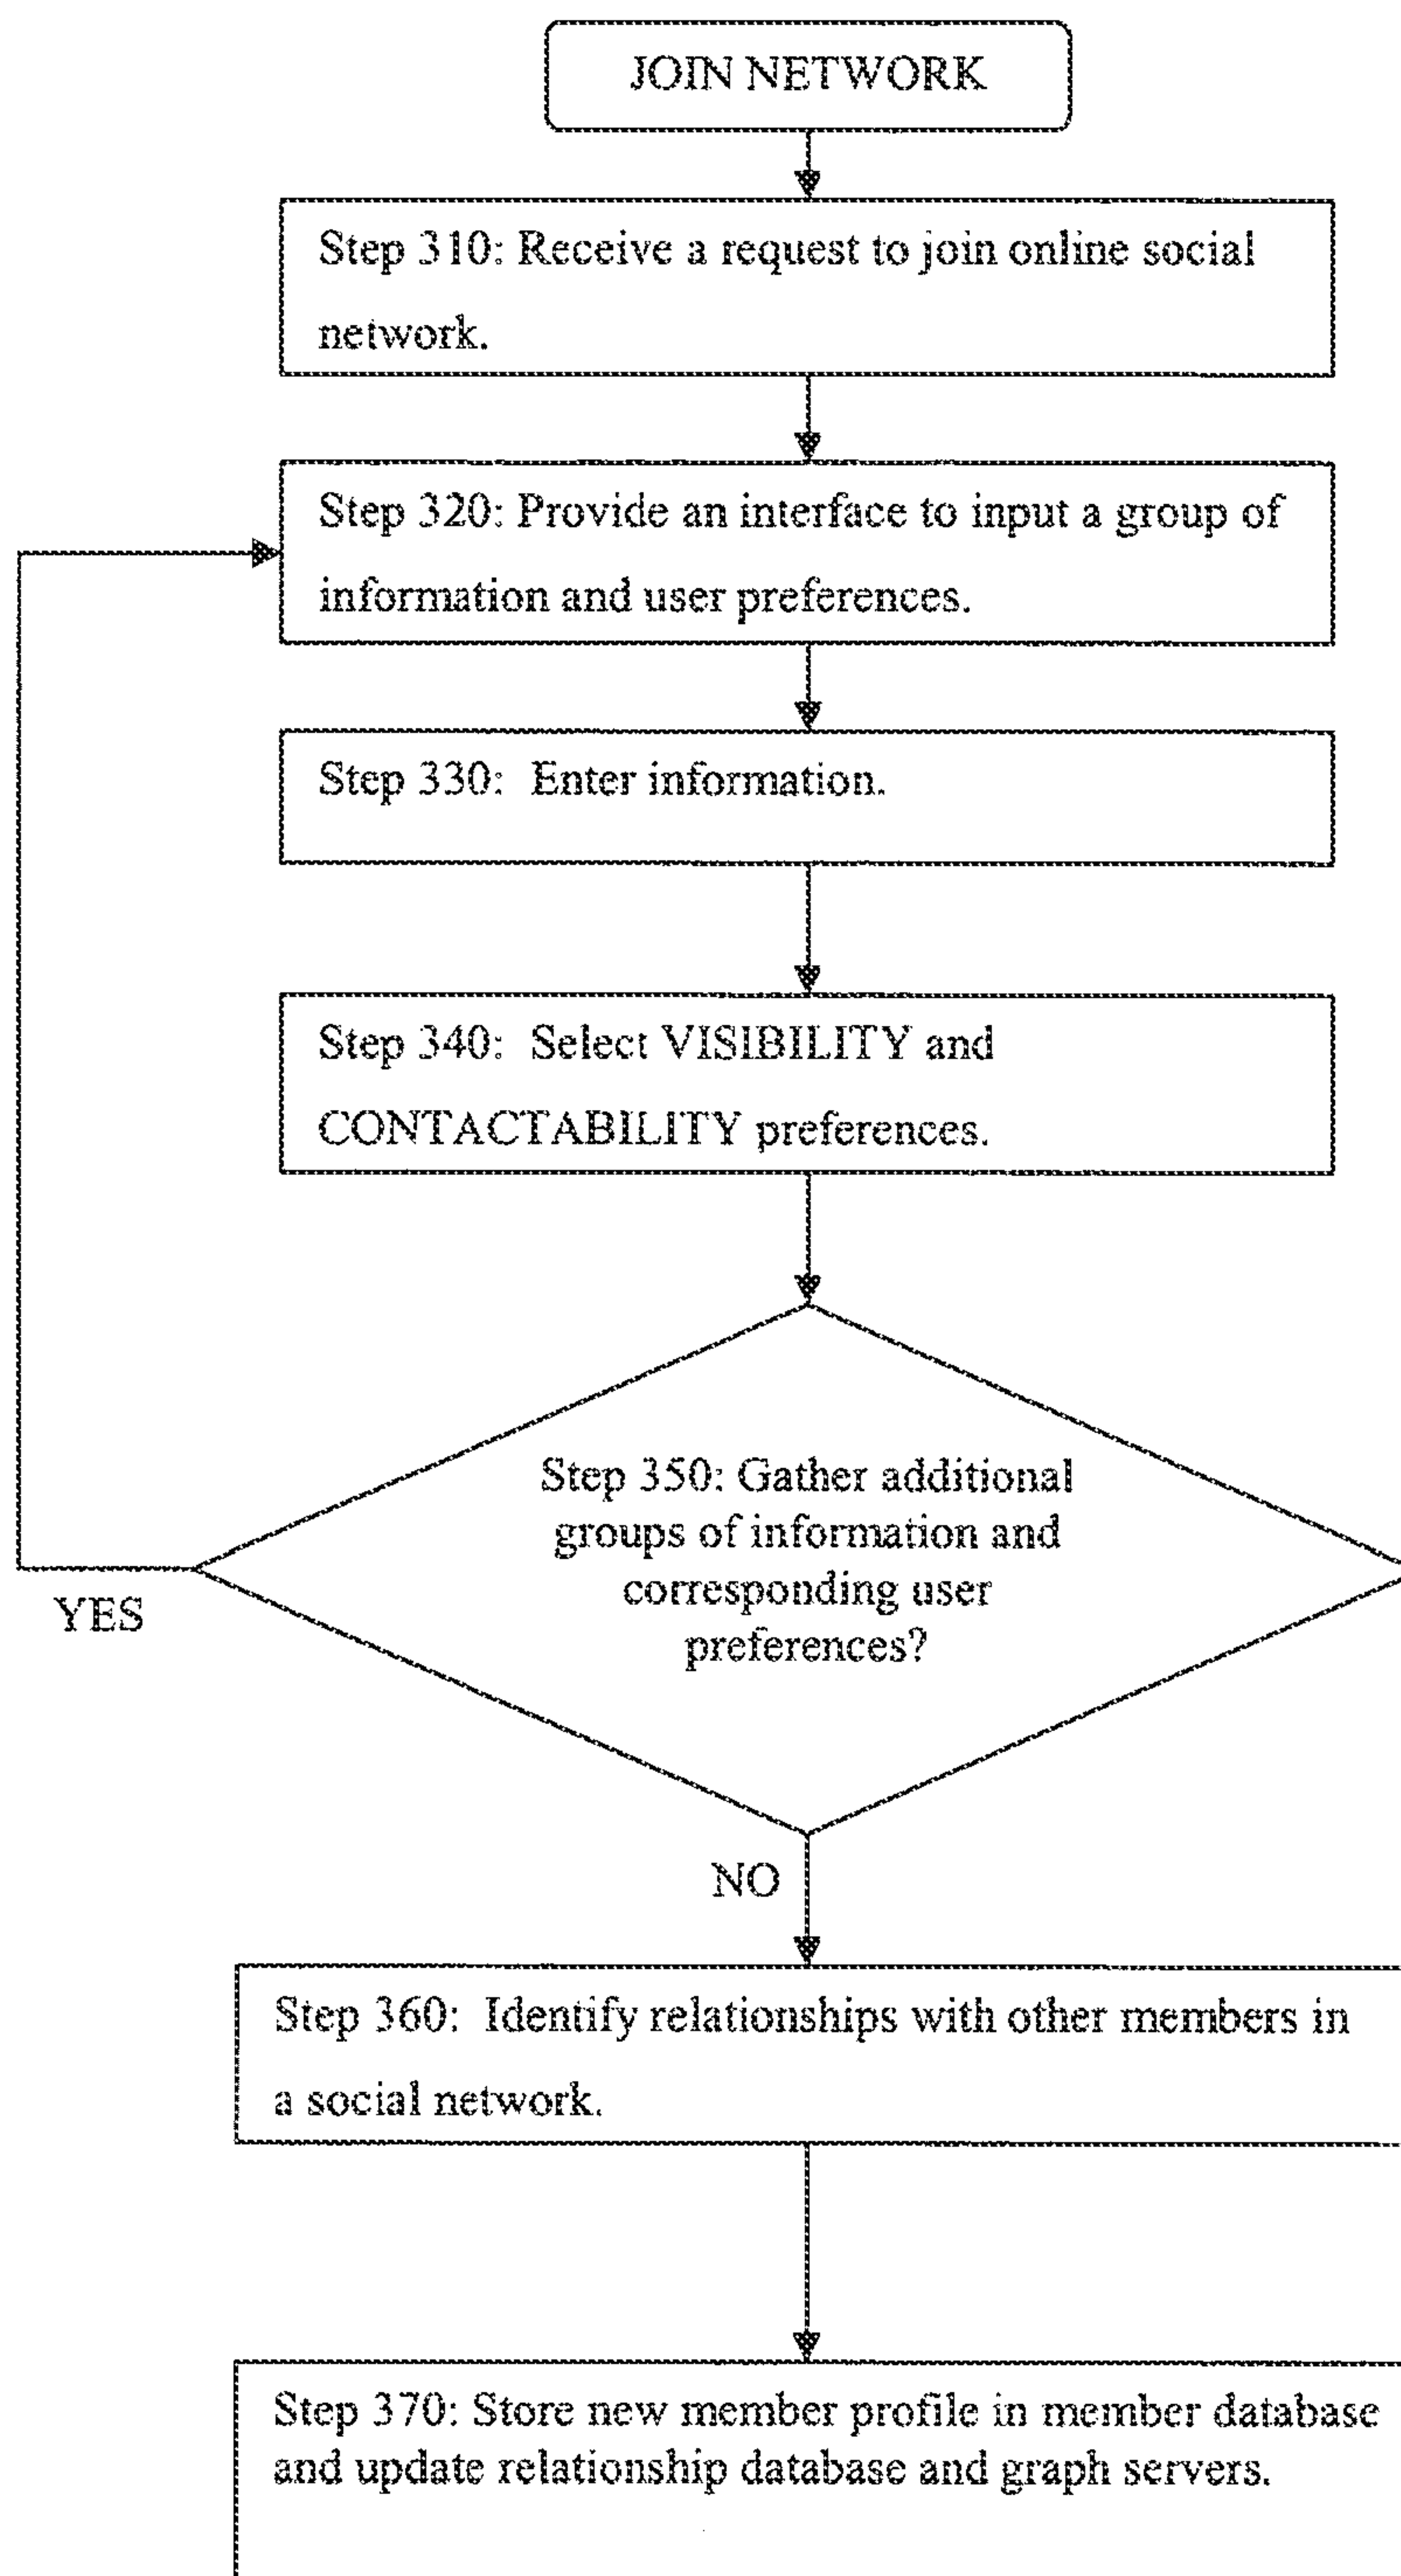 JOIN NETWORK
Step 310: Receive a request to join online social
network.
Step 320: Provide an interface to input a group of
information and user preferences.
Step 330:  Enter information.
Step 340:  Select VISIBILITY and
CONTACTABILITY preferences.
Step 350: Gather additional
groups of information and
corresponding user
preferences?
YES
NO
Step 360:  Identify relationships with other members in
a social network.
Step 370: Store new member profile in member database
and update relationship database and graph servers.